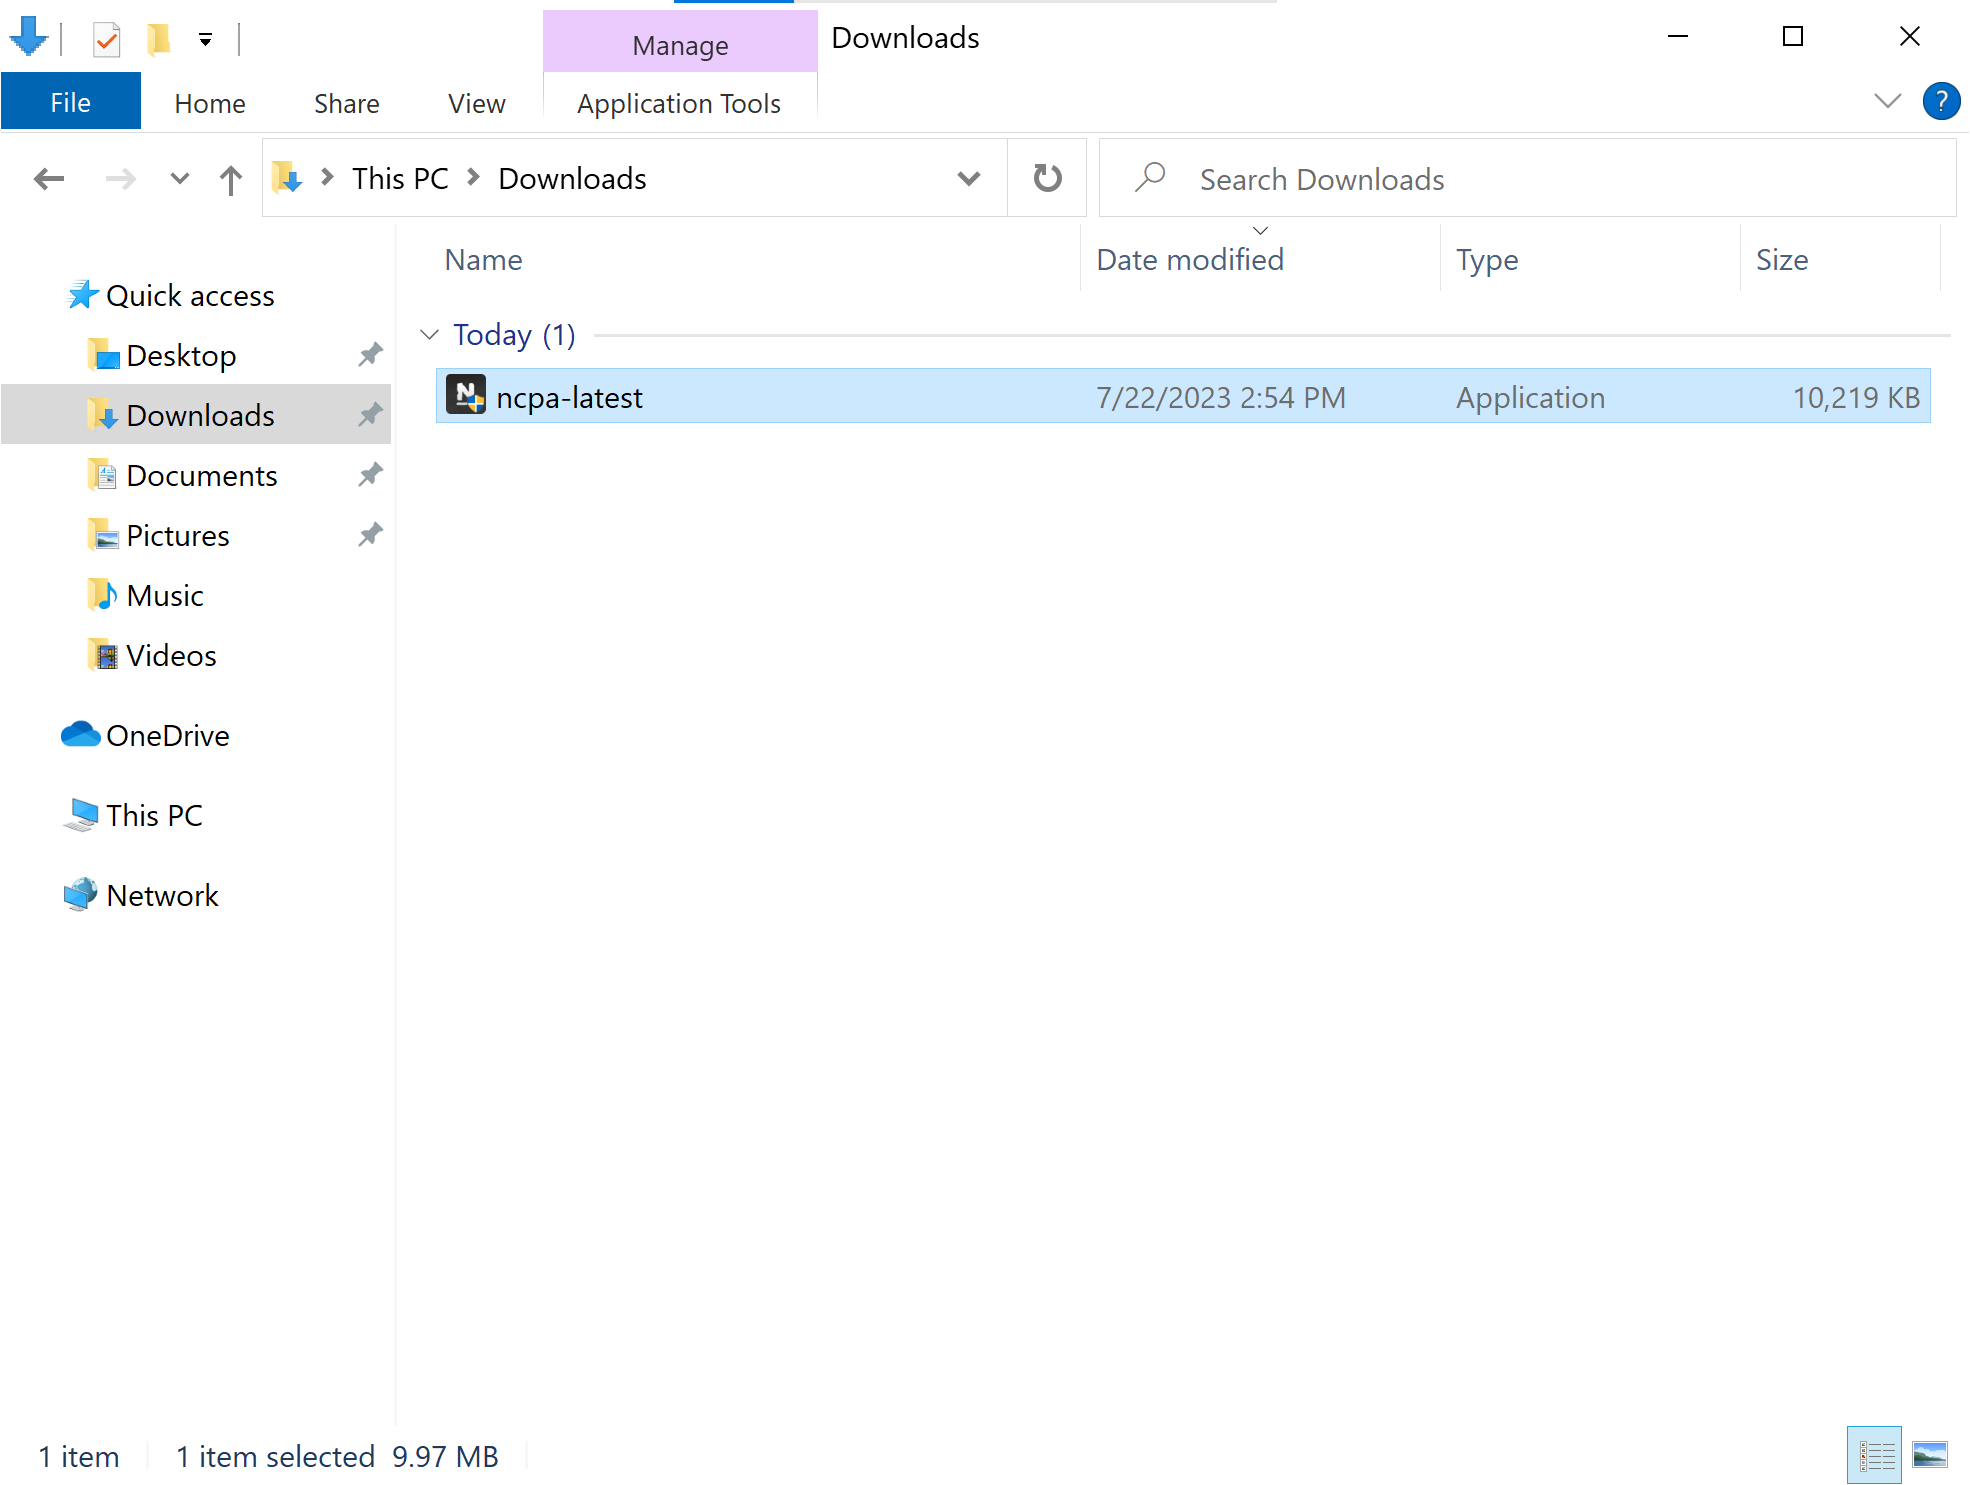 Manage
Downloads
File
Home
Share
View
Application Tools
?
This PC
Downloads
Search Downloads
Name
Date modified
Type
Size
Quick access
Desktop
Downloads
Documents
Pictures
Music
Videos
OneDrive
This PC
Network
Today (1)
N
ncpa-latest
7/22/2023 2:54 PM
Application
10,219 KB
1 item
1 item selected
9.97 MB